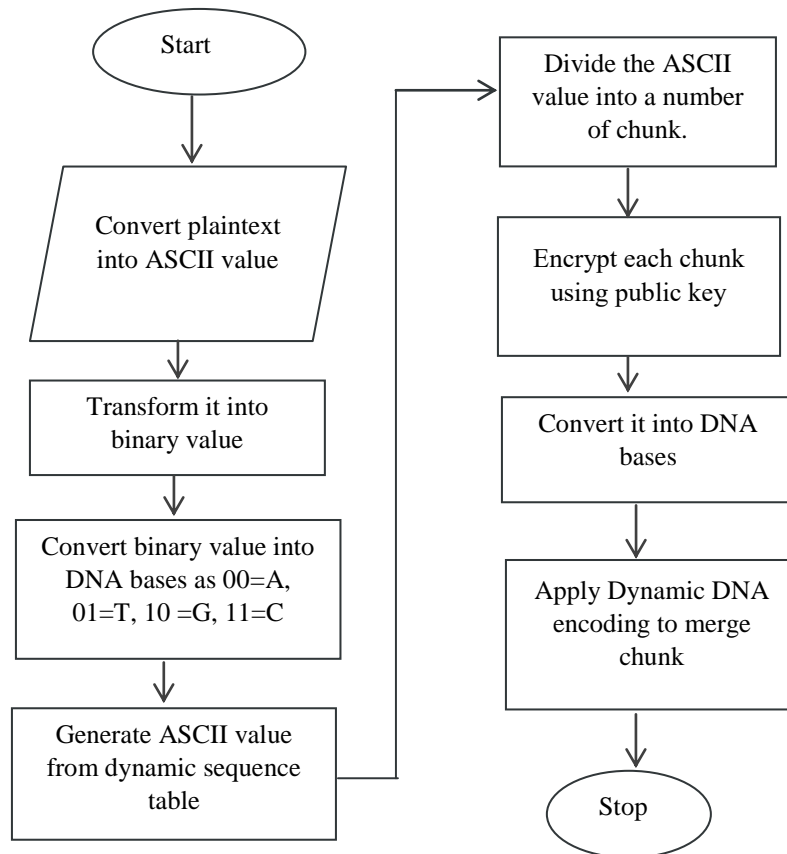 Start
Convert plaintext
into ASCII value
Transform it into
binary value
Convert binary value into
DNA bases as 00=A,
01=T, 10 =G, 11=C
Generate ASCII value
from dynamic sequence
table
Divide the ASCII
value into a number
of chunk.
Encrypt each chunk
using public key
Convert it into DNA
bases
Apply Dynamic DNA
encoding to merge
chunk
Stop